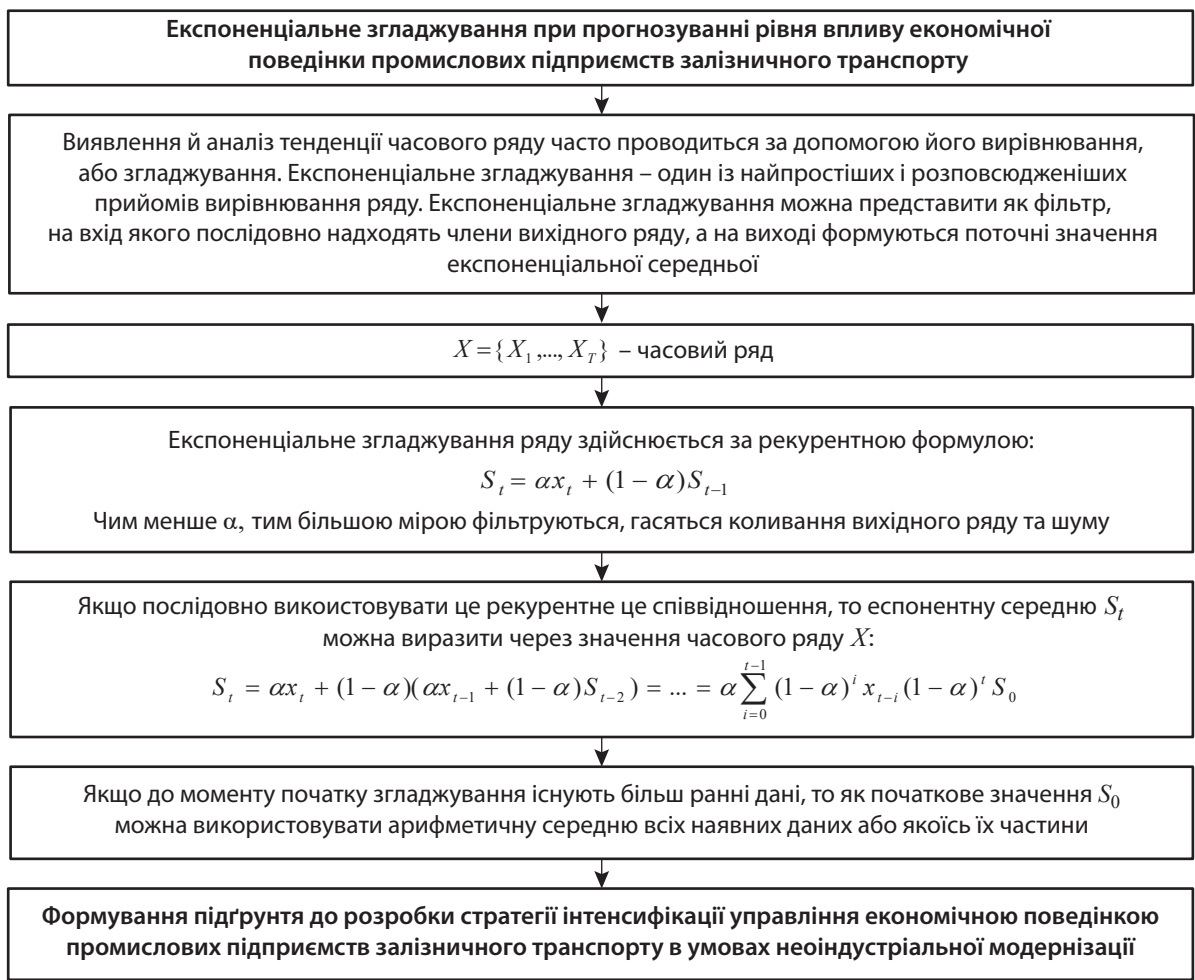 Експоненціальне згладжування при прогнозуванні рівня впливу економічної
поведінки промислових підприємств залізничного транспорту
Виявлення й аналіз тенденції часового ряду часто проводиться за допомогою його вирівнювання,
або згладжування. Експоненціальне згладжування – один із найпростіших і розповсюдженіших
прийомів вирівнювання ряду. Експоненціальне згладжування можна представити як фільтр,
на вхід якого послідовно надходять члени вихідного ряду, а на виході формуються поточні значення
експоненціальної середньої
X = {X_1,..., X_T} – часовий ряд
Експоненціальне згладжування ряду здійснюється за рекурентною формулою:
S_t = αx_t + (1 – α)S_{t–1}
Чим менше α, тим більшою мірою фільтруються, гасяться коливання вихідного ряду та шуму
Якщо послідовно викоистовувати це рекурентне це співвідношення, то еспонентну середню S_t
можна виразити через значення часового ряду X:
S_t = αx_t + (1 – α)(αx_{t–1} + (1 – α)S_{t–2}) = ... = α∑_{i=0}^{t–1} (1 – α)^i x_{t–i} (1 – α)^t S_0
Якщо до моменту початку згладжування існують більш ранні дані, то як початкове значення S_0
можна використовувати арифметичну середню всіх наявних даних або якоїсь їх частини
Формування підґрунтя до розробки стратегії інтенсифікації управління економічною поведінкою
промислових підприємств залізничного транспорту в умовах неоіндустріальної модернізації